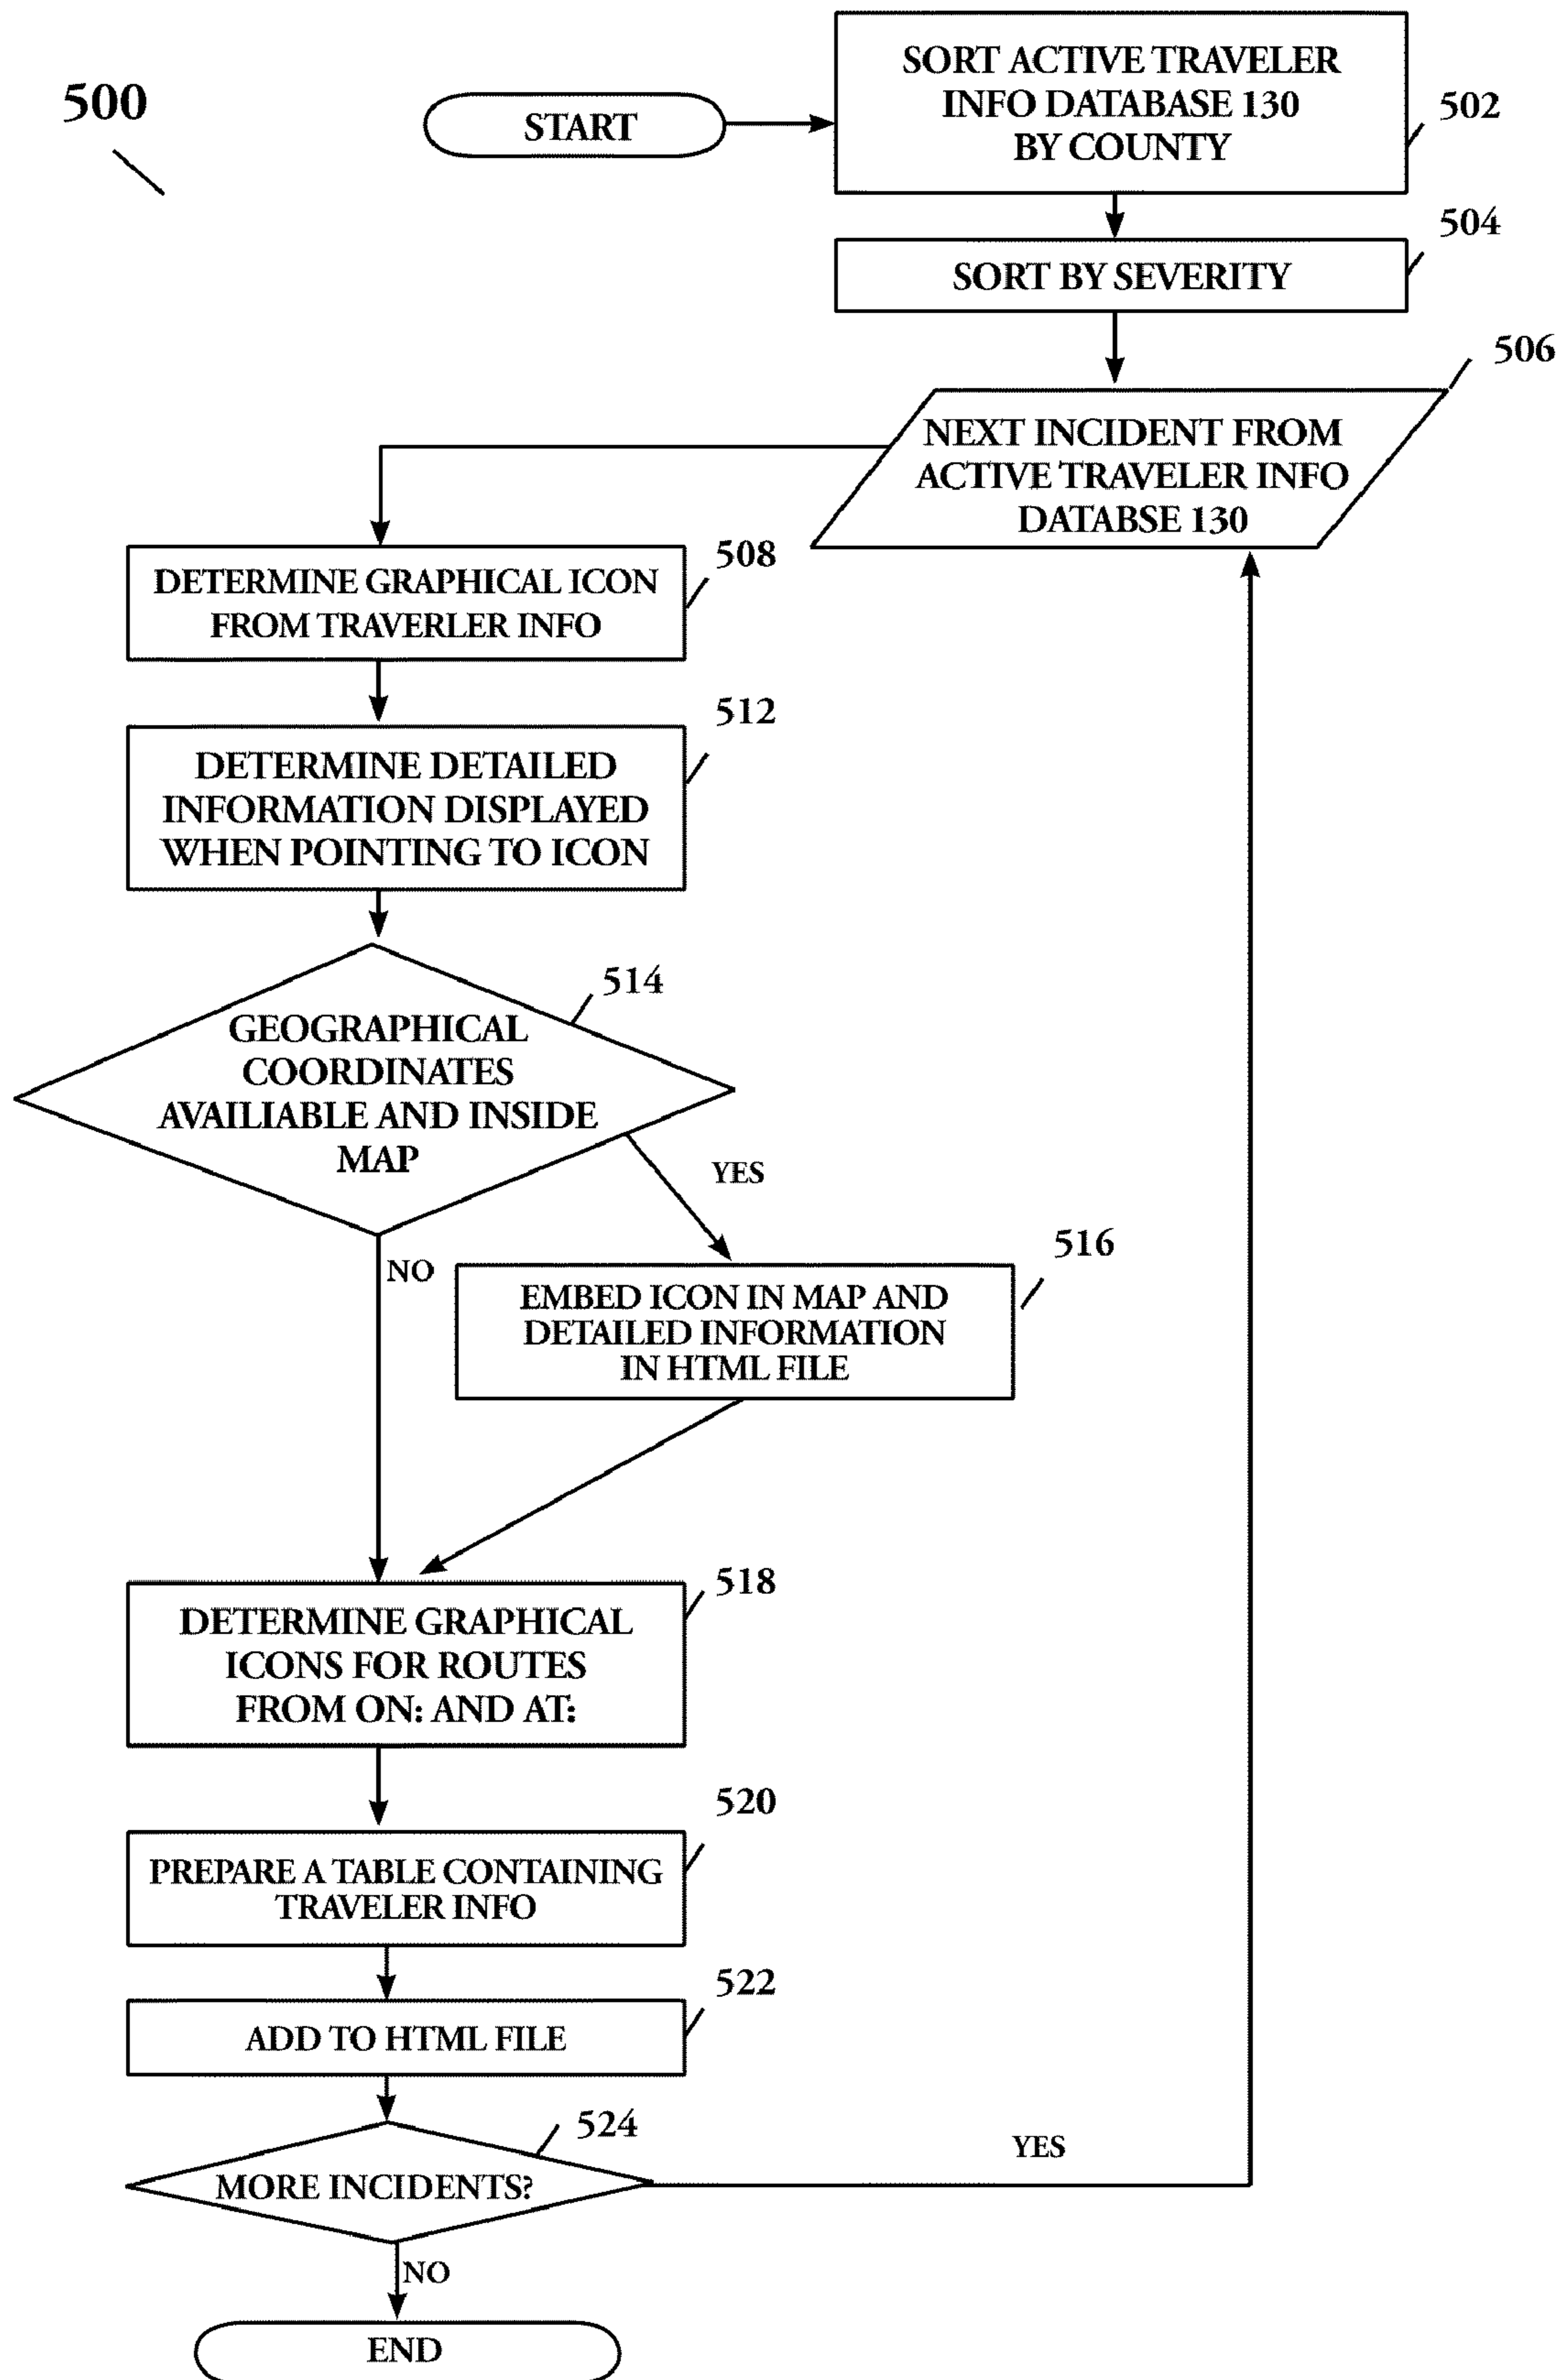 500
START
SORT ACTIVE TRAVELER
INFO DATABASE 130
BY COUNTY
502
504
SORT BY SEVERITY
506
NEXT INCIDENT FROM
ACTIVE TRAVELER INFO
DATABSE 130
508
DETERMINE GRAPHICAL ICON
FROM TRAVERLER INFO
512
DETERMINE DETAILED
INFORMATION DISPLAYED
WHEN POINTING TO ICON
514
GEOGRAPHICAL
COORDINATES
AVAILIABLE AND INSIDE
MAP
YES
NO
516
EMBED ICON IN MAP AND
DETAILED INFORMATION
IN HTML FILE
518
DETERMINE GRAPHICAL
ICONS FOR ROUTES
FROM ON: AND AT:
520
PREPARE A TABLE CONTAINING
TRAVELER INFO
522
ADD TO HTML FILE
524
MORE INCIDENTS?
YES
NO
END